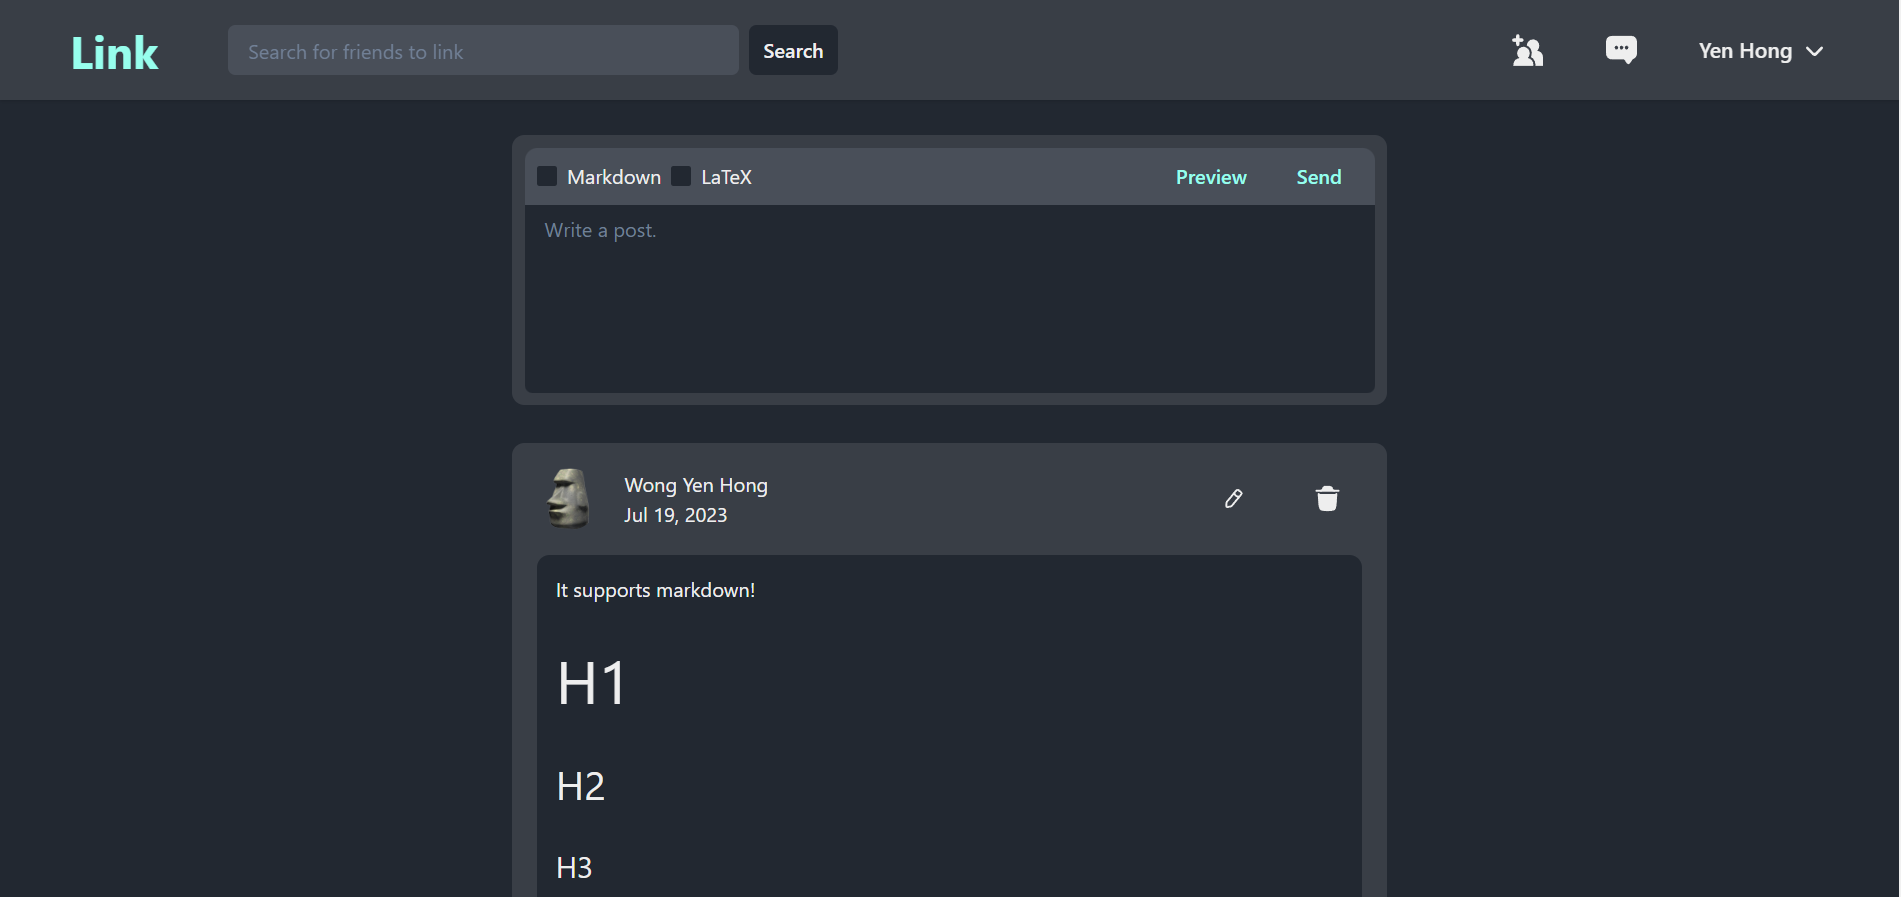 Link
Search for friends to link
Search
Yen Hong
Markdown
LaTeX
Preview
Send
Write a post.
Wong Yen Hong
Jul 19, 2023
It supports markdown!
H1
H2
H3